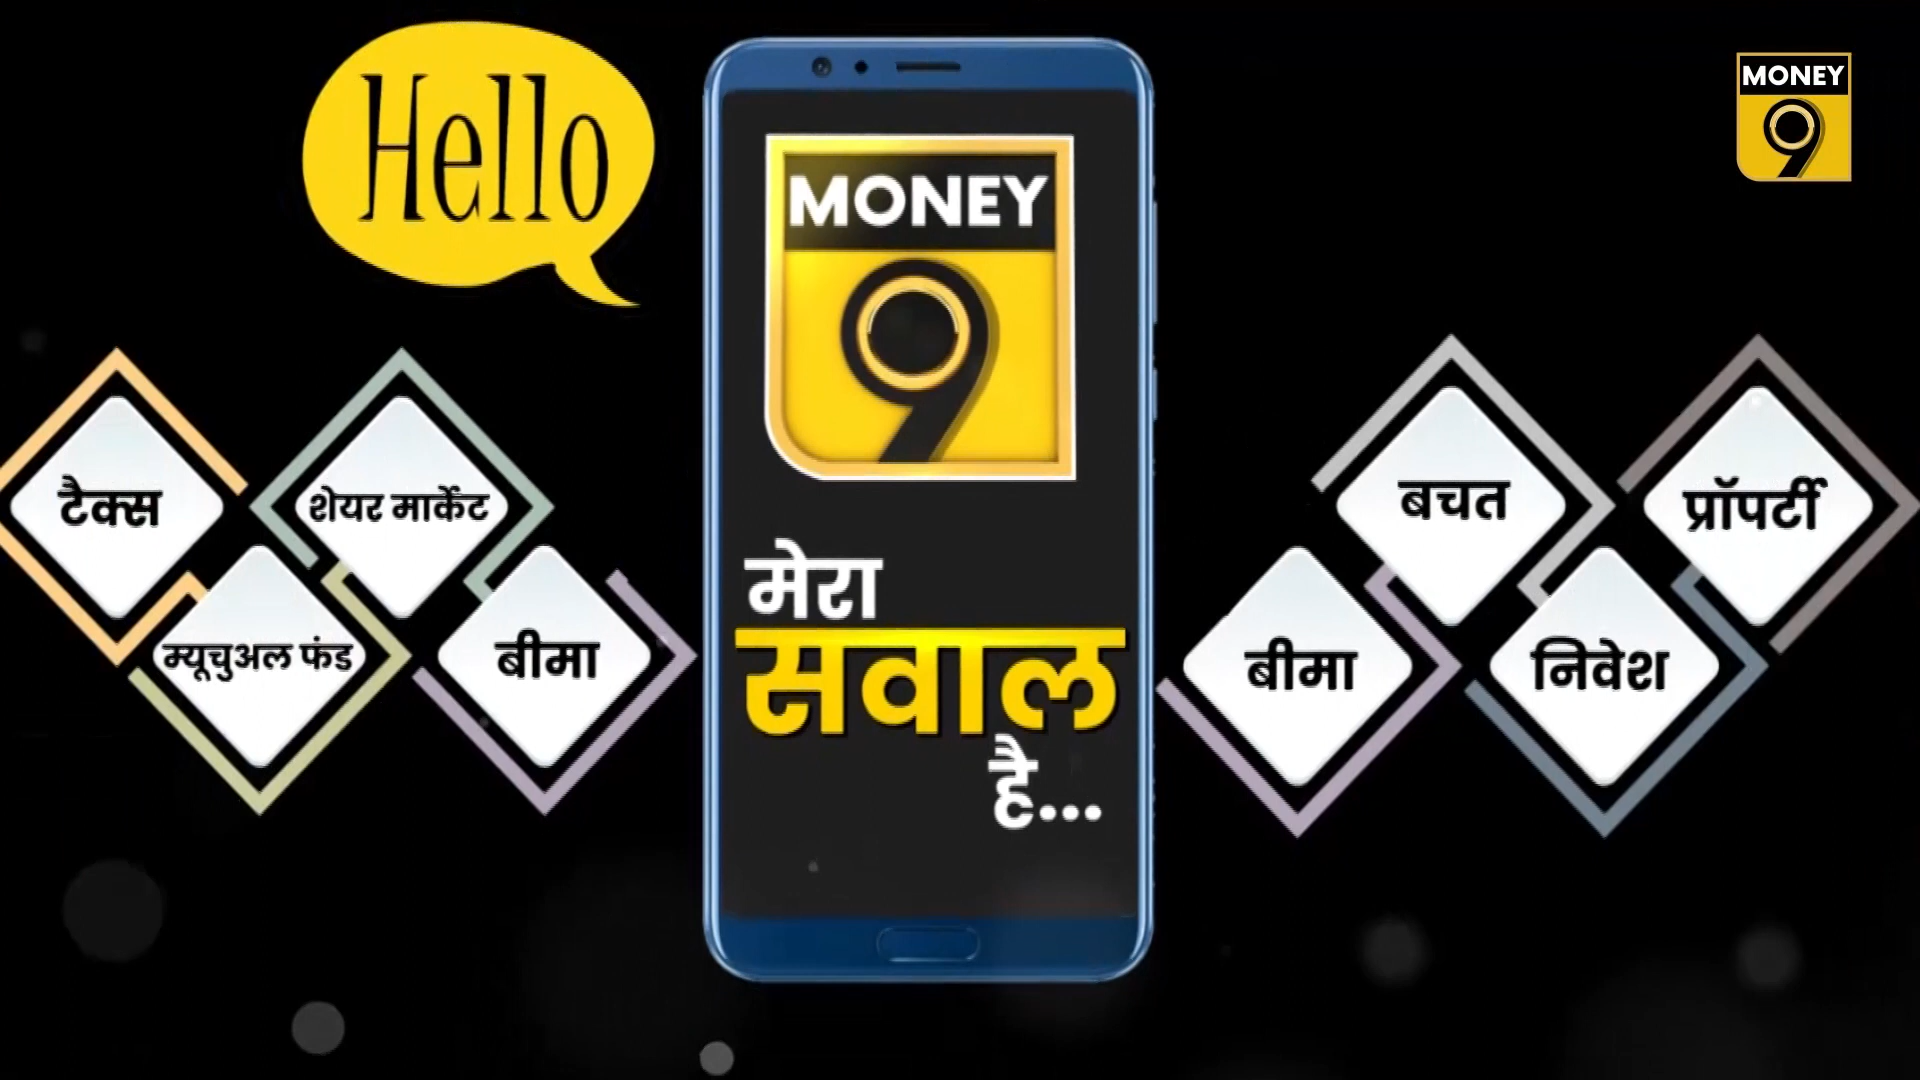 Hello
MONEY
9
MONEY
9
टैक्स
शेयर मार्केट
म्यूचुअल फंड
बीमा
मेरा
सवाल
है...
बचत
प्रॉपर्टी
बीमा
निवेश